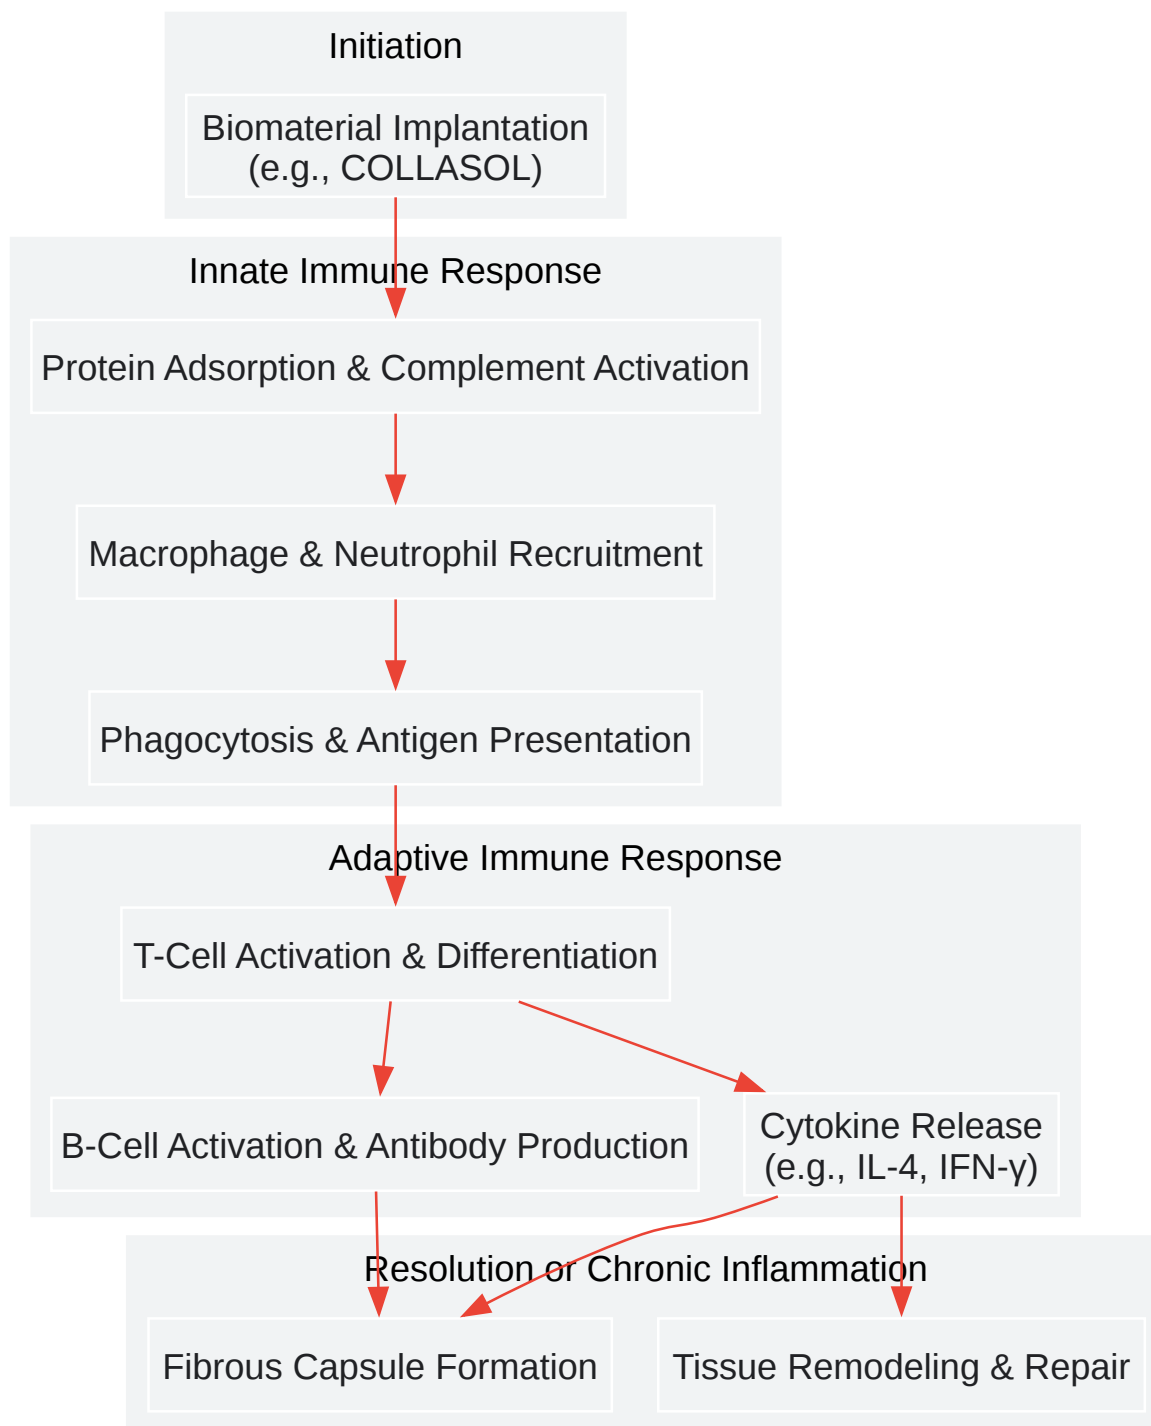 Initiation
Biomaterial Implantation
(e.g., COLLASOL)
Innate Immune Response
Protein Adsorption & Complement Activation
Macrophage & Neutrophil Recruitment
Phagocytosis & Antigen Presentation
Adaptive Immune Response
T-Cell Activation & Differentiation
B-Cell Activation & Antibody Production
Cytokine Release
(e.g., IL-4, IFN-γ)
Resolution or Chronic Inflammation
Fibrous Capsule Formation
Tissue Remodeling & Repair